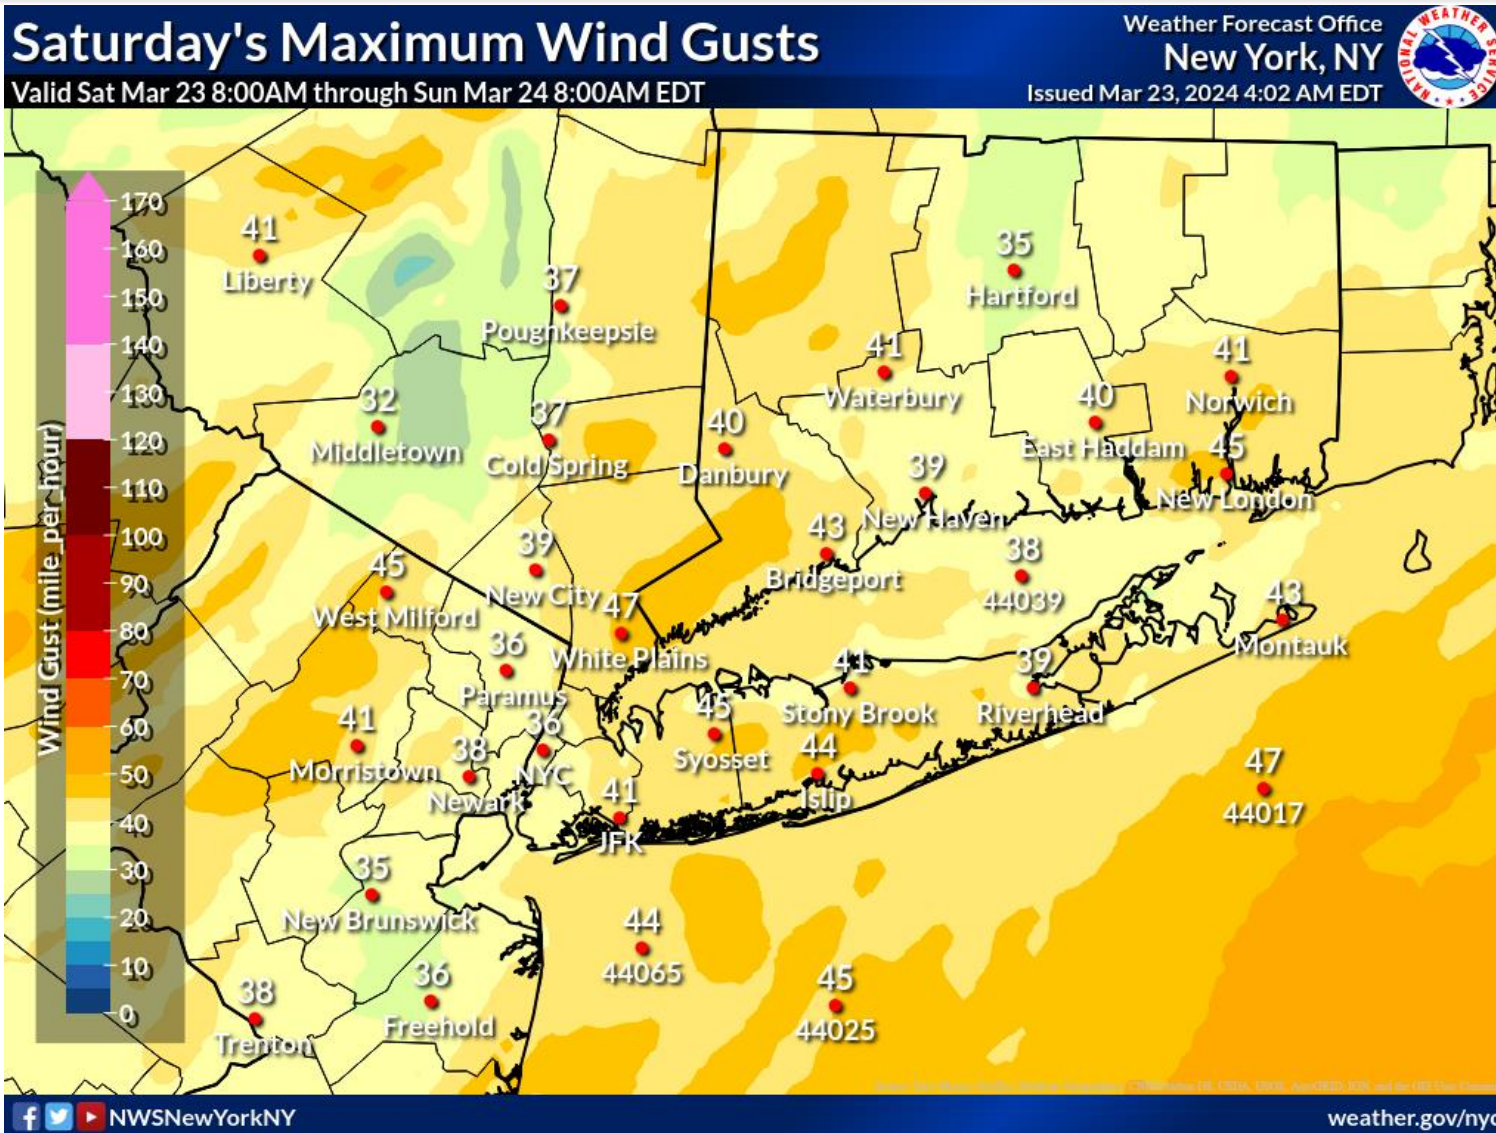 Saturday's Maximum Wind Gusts
Valid Sat Mar 23 8:00AM through Sun Mar 24 8:00AM EDT
Weather Forecast Office
New York, NY
Issued Mar 23, 2024 4:02 AM EDT
NATIONAL WEATHER SERVICE
Wind Gust (mile_per_hour)
170
160
150
140
130
120
110
100
90
80
70
60
50
40
30
20
10
0
41
Liberty
37
Poughkeepsie
35
Hartford
41
Waterbury
41
Norwich
32
Middletown
37
Cold Spring
40
Danbury
40
East Haddam
45
New London
39
New Haven
43
Bridgeport
38
44039
45
West Milford
39
New City
47
White Plains
43
Montauk
36
Paramus
41
Stony Brook
39
Riverhead
41
Morristown
38
Newark
36
NYC
45
Syosset
44
Islip
47
44017
41
JFK
35
New Brunswick
44
44065
36
Freehold
45
44025
38
Trenton
NWSNewYorkNY
weather.gov/nyc